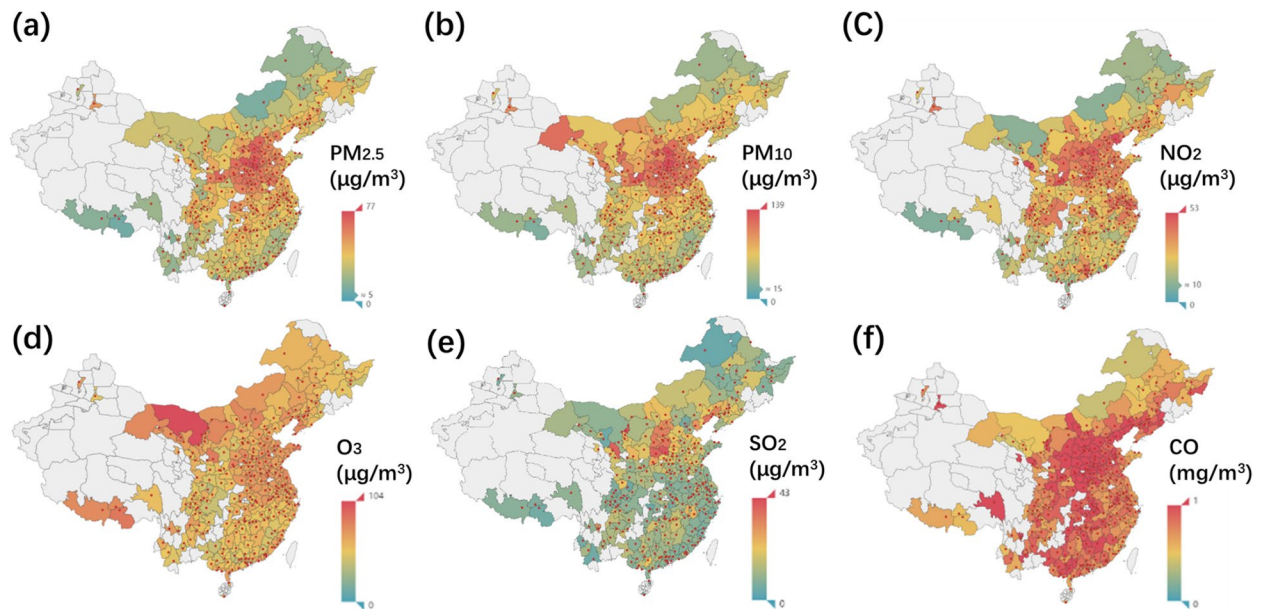 (a)
PM2.5
(μg/m³)
77
≈ 5
0
(b)
PM10
(μg/m³)
139
≈ 15
0
(C)
NO2
(μg/m³)
53
≈ 10
0
(d)
O3
(μg/m³)
104
0
(e)
SO2
(μg/m³)
43
0
(f)
CO
(mg/m³)
1
0